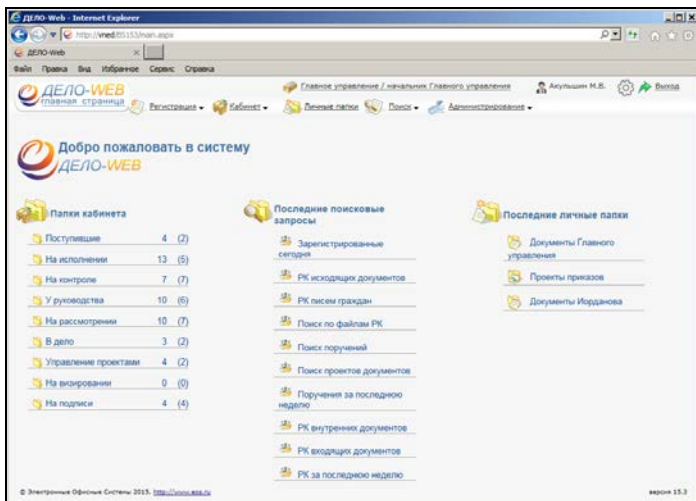 ДЕЛО-Web - Internet Explorer
ДЕЛО-Web
Файл Правка Вид Избранное Сервис Справка
ДЕЛО-WEB
главная страница
Регистрация Кабинет Личные папки Поиск Администрирование
Главное управление / начальник Главного управления
Акулышин М.В. Выход
Добро пожаловать в систему
ДЕЛО-WEB
Папки кабинета
Поступившие 4 (2)
На исполнении 13 (5)
На контроле 7 (7)
У руководства 10 (6)
На рассмотрении 10 (7)
В дело 3 (2)
Управление проектами 4 (2)
На визировании 0 (0)
На подписи 4 (4)
Последние поисковые
запросы
Зарегистрированные
сегодня
РК исходящих документов
РК писем граждан
Поиск по файлам РК
Поиск поручений
Поиск проектов документов
Поручения за последнюю
неделю
РК внутренних документов
РК входящих документов
РК за последнюю неделю
Последние личные папки
Документы Главного
управления
Проекты приказов
Документы Иорданова
© Электронные Офисные Системы 2015. http://www.eos.ru
версия 15.3